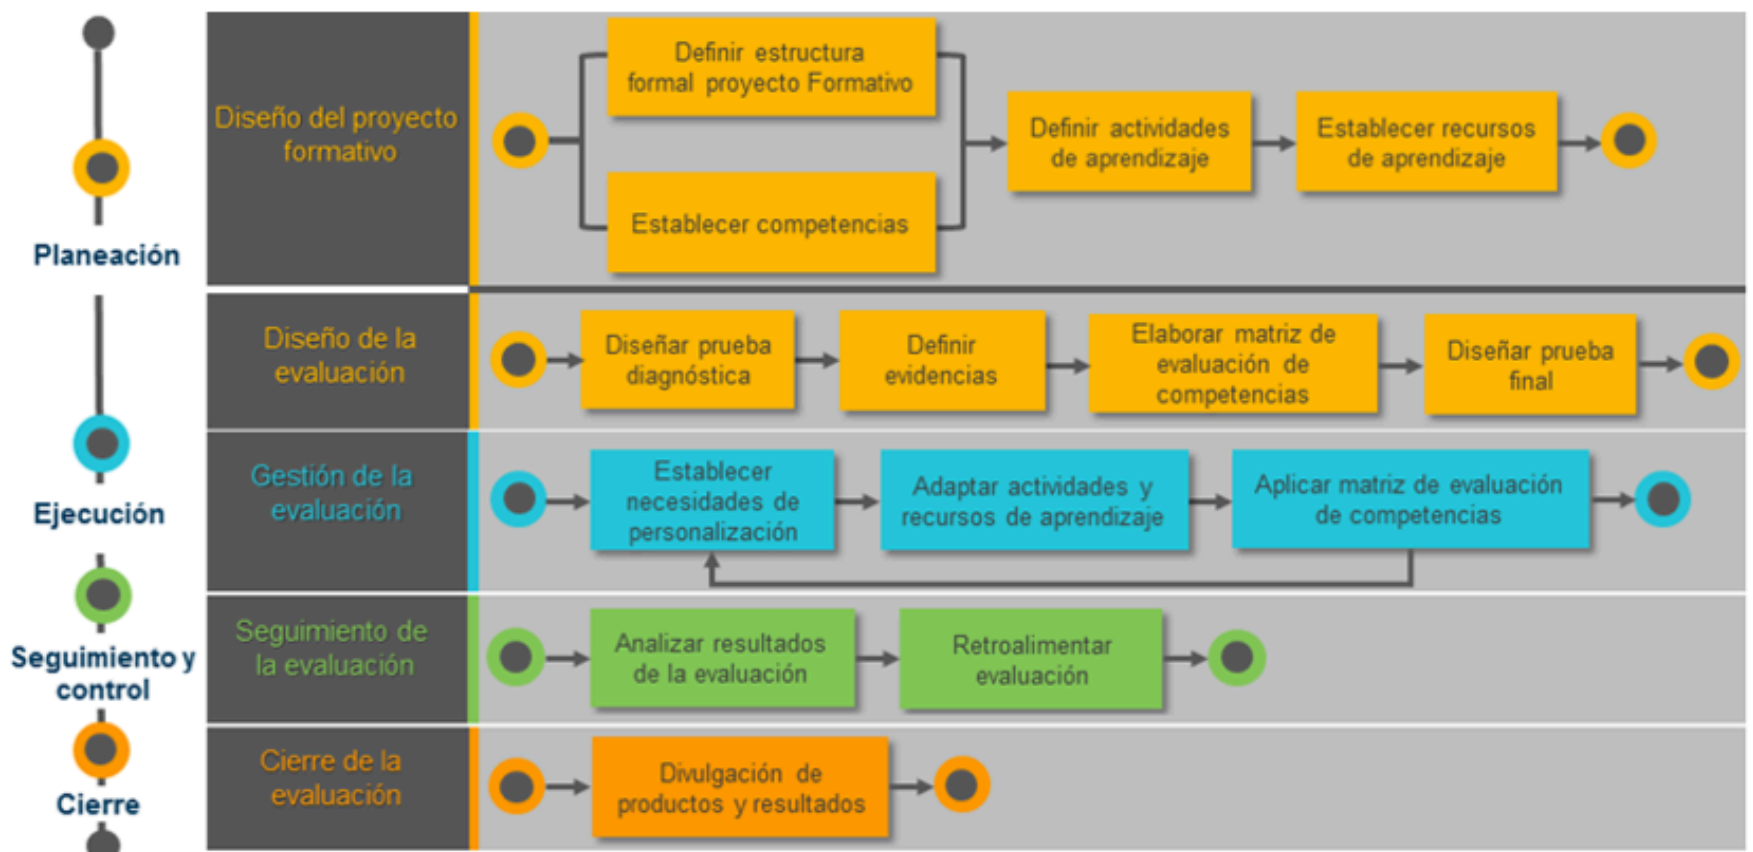 Planeación
Ejecución
Seguimiento y
control
Cierre
Diseño del proyecto
formativo
Definir estructura
formal proyecto Formativo
Establecer competencias
Definir actividades
de aprendizaje
Establecer recursos
de aprendizaje
Diseño de la
evaluación
Diseñar prueba
diagnóstica
Definir
evidencias
Elaborar matriz de
evaluación de
competencias
Diseñar prueba
final
Gestión de la
evaluación
Establecer
necesidades de
personalización
Adaptar actividades y
recursos de aprendizaje
Aplicar matriz de evaluación
de competencias
Seguimiento de
la evaluación
Analizar resultados
de la evaluación
Retroalimentar
evaluación
Cierre de la
evaluación
Divulgación de
productos y resultados